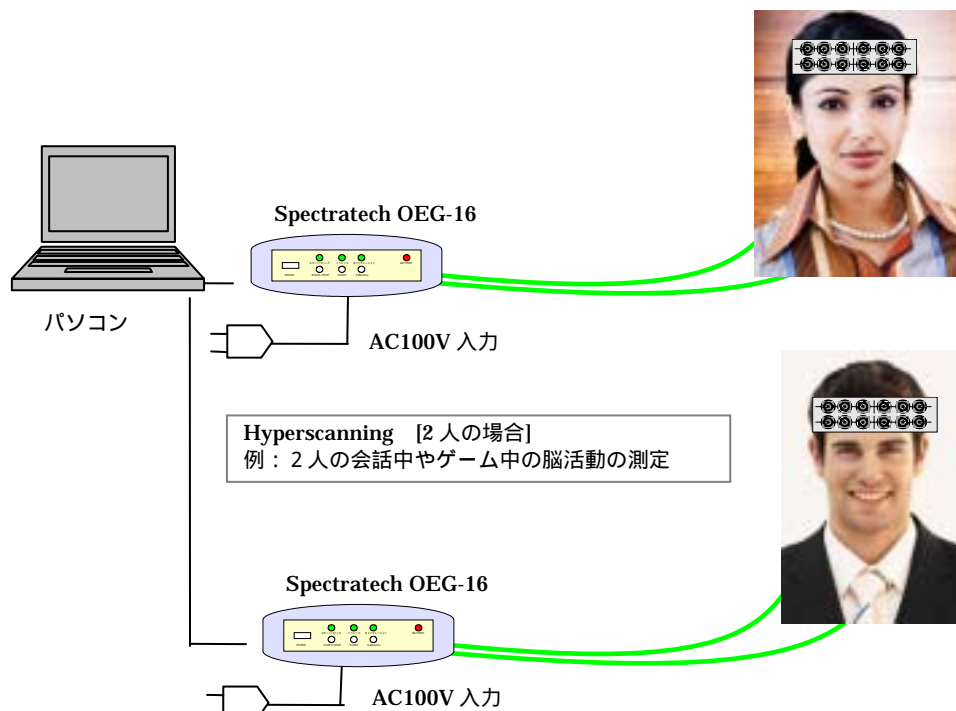 Spectratech OEG-16
パソコン
AC100V 入力
Hyperscanning [2 人の場合]
例：２人の会話中やゲーム中の脳活動の測定
Spectratech OEG-16
AC100V 入力